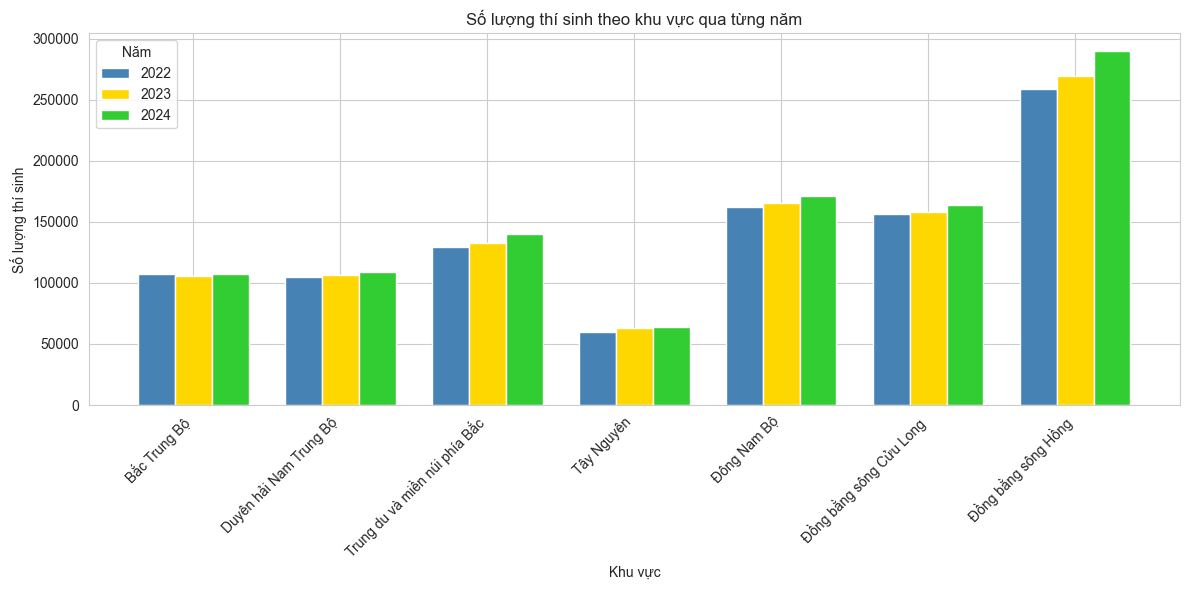 Số lượng thí sinh theo khu vực qua từng năm
Năm
2022
2023
2024
Số lượng thí sinh
300000
250000
200000
150000
100000
50000
0
Bắc Trung Bộ
Duyên hải Nam Trung Bộ
Trung du và miền núi phía Bắc
Tây Nguyên
Đông Nam Bộ
Đồng bằng sông Cửu Long
Đồng bằng sông Hồng
Khu vực